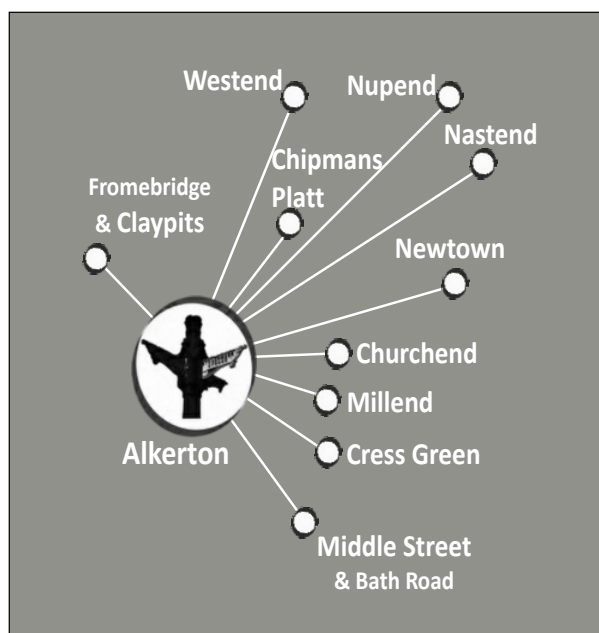 Westend
Nupend
Nastend
Chipmans
Platt
Fromebridge
& Claypits
Newtown
Churchend
Millend
Alkerton
Cress Green
Middle Street
& Bath Road